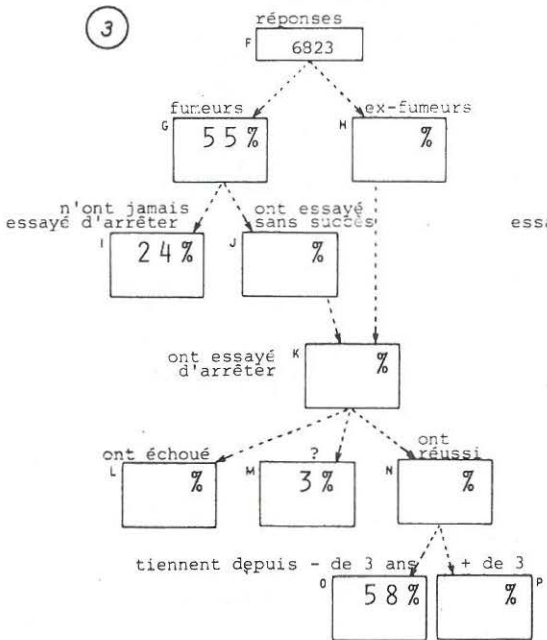 3
réponses
F 6823
fumeurs
ex-fumeurs
G 55%
H %
n'ont jamais
essayé d'arrêter
ont essayé
sans succès
essa
I 24%
J %
ont essayé
d'arrêter
K %
ont échoué
?
ont
réussi
L %
M 3%
N %
tiennent depuis - de 3 ans
+ de 3
O 58%
% P